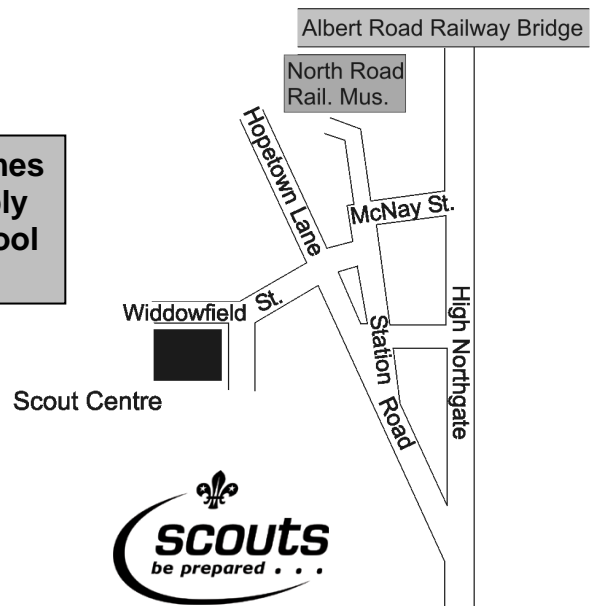 Albert Road Railway Bridge
North Road
Rail. Mus.
Hopetown Lane
McNay St.
Widdowfield St.
High Northgate
Station Road
Scout Centre
scouts
be prepared . . .